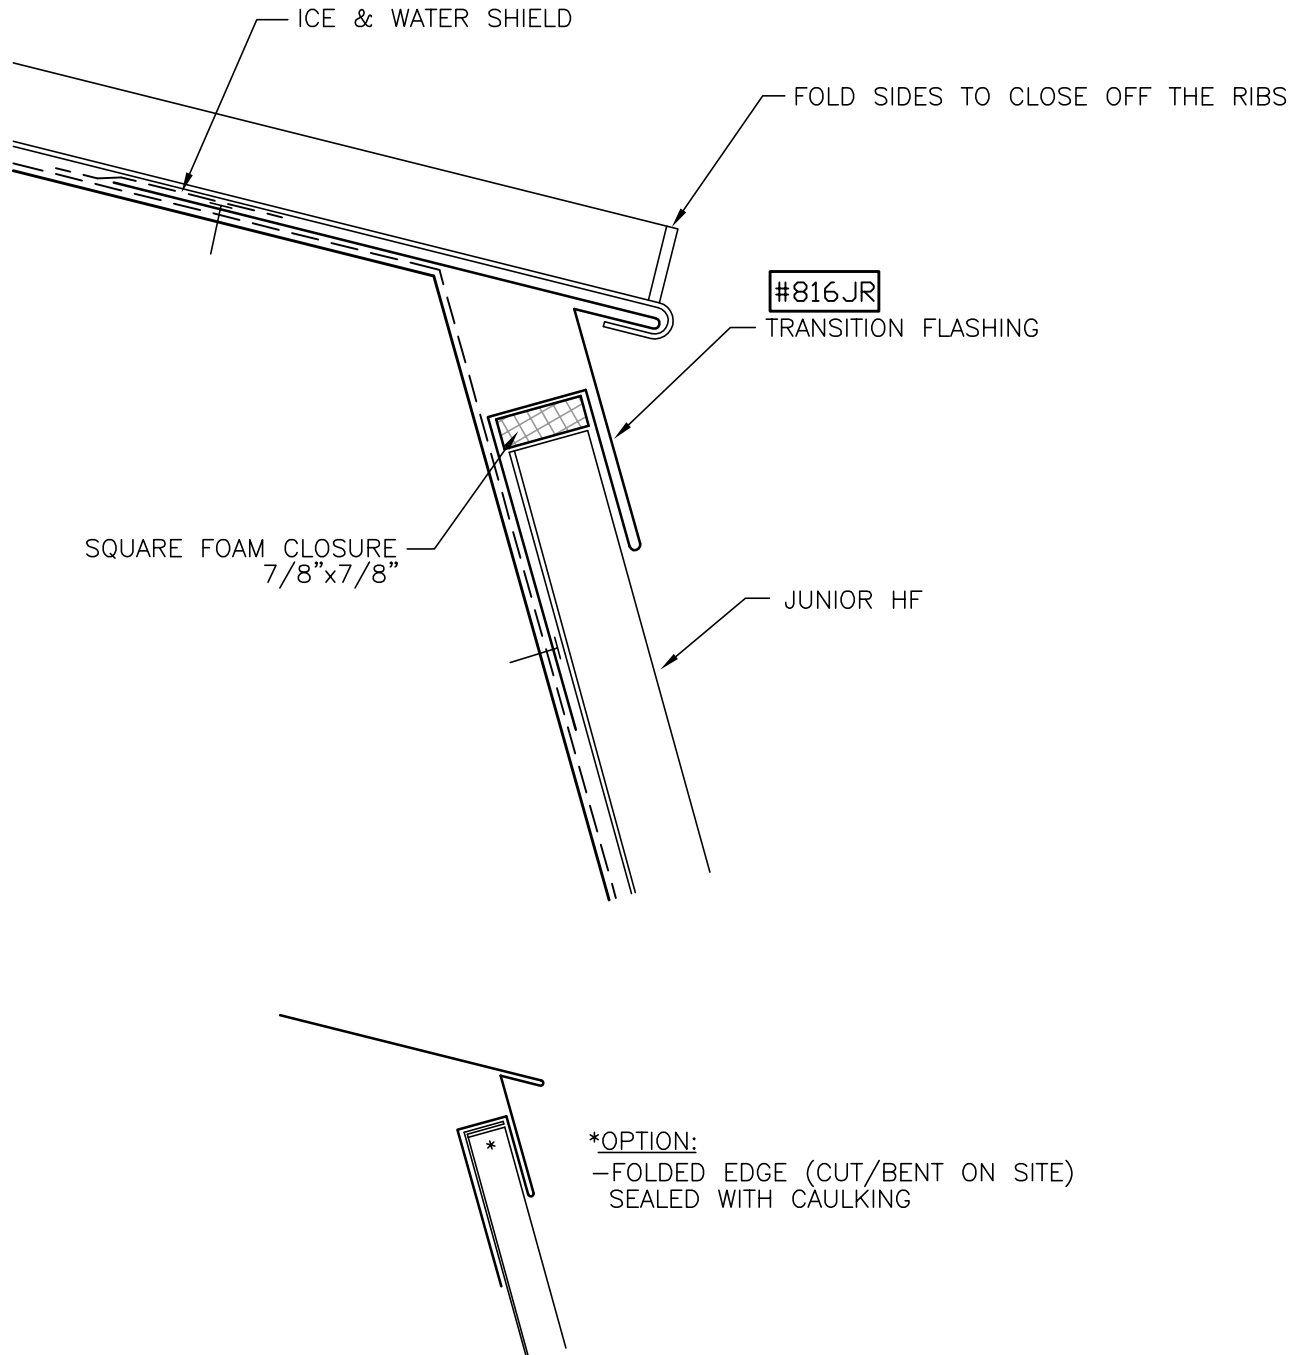 ICE & WATER SHIELD
FOLD SIDES TO CLOSE OFF THE RIBS
#816JR
TRANSITION FLASHING
SQUARE FOAM CLOSURE
7/8”x7/8”
JUNIOR HF
*
*OPTION:
–FOLDED EDGE (CUT/BENT ON SITE)
SEALED WITH CAULKING